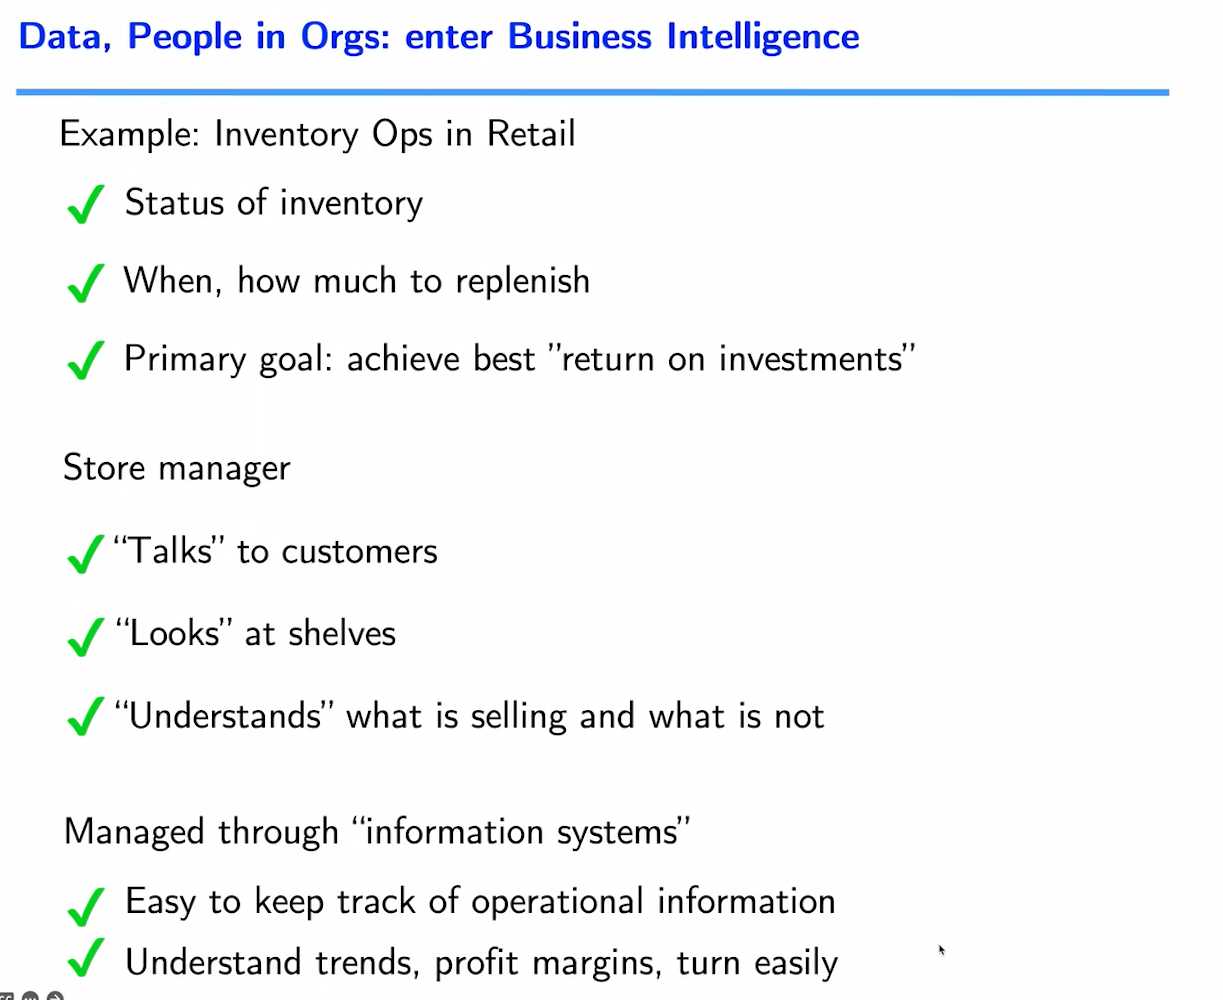 Data, People in Orgs: enter Business Intelligence
Example: Inventory Ops in Retail
Status of inventory
When, how much to replenish
Primary goal: achieve best ”return on investments”
Store manager
“Talks” to customers
“Looks” at shelves
“Understands” what is selling and what is not
Managed through “information systems”
Easy to keep track of operational information
Understand trends, profit margins, turn easily